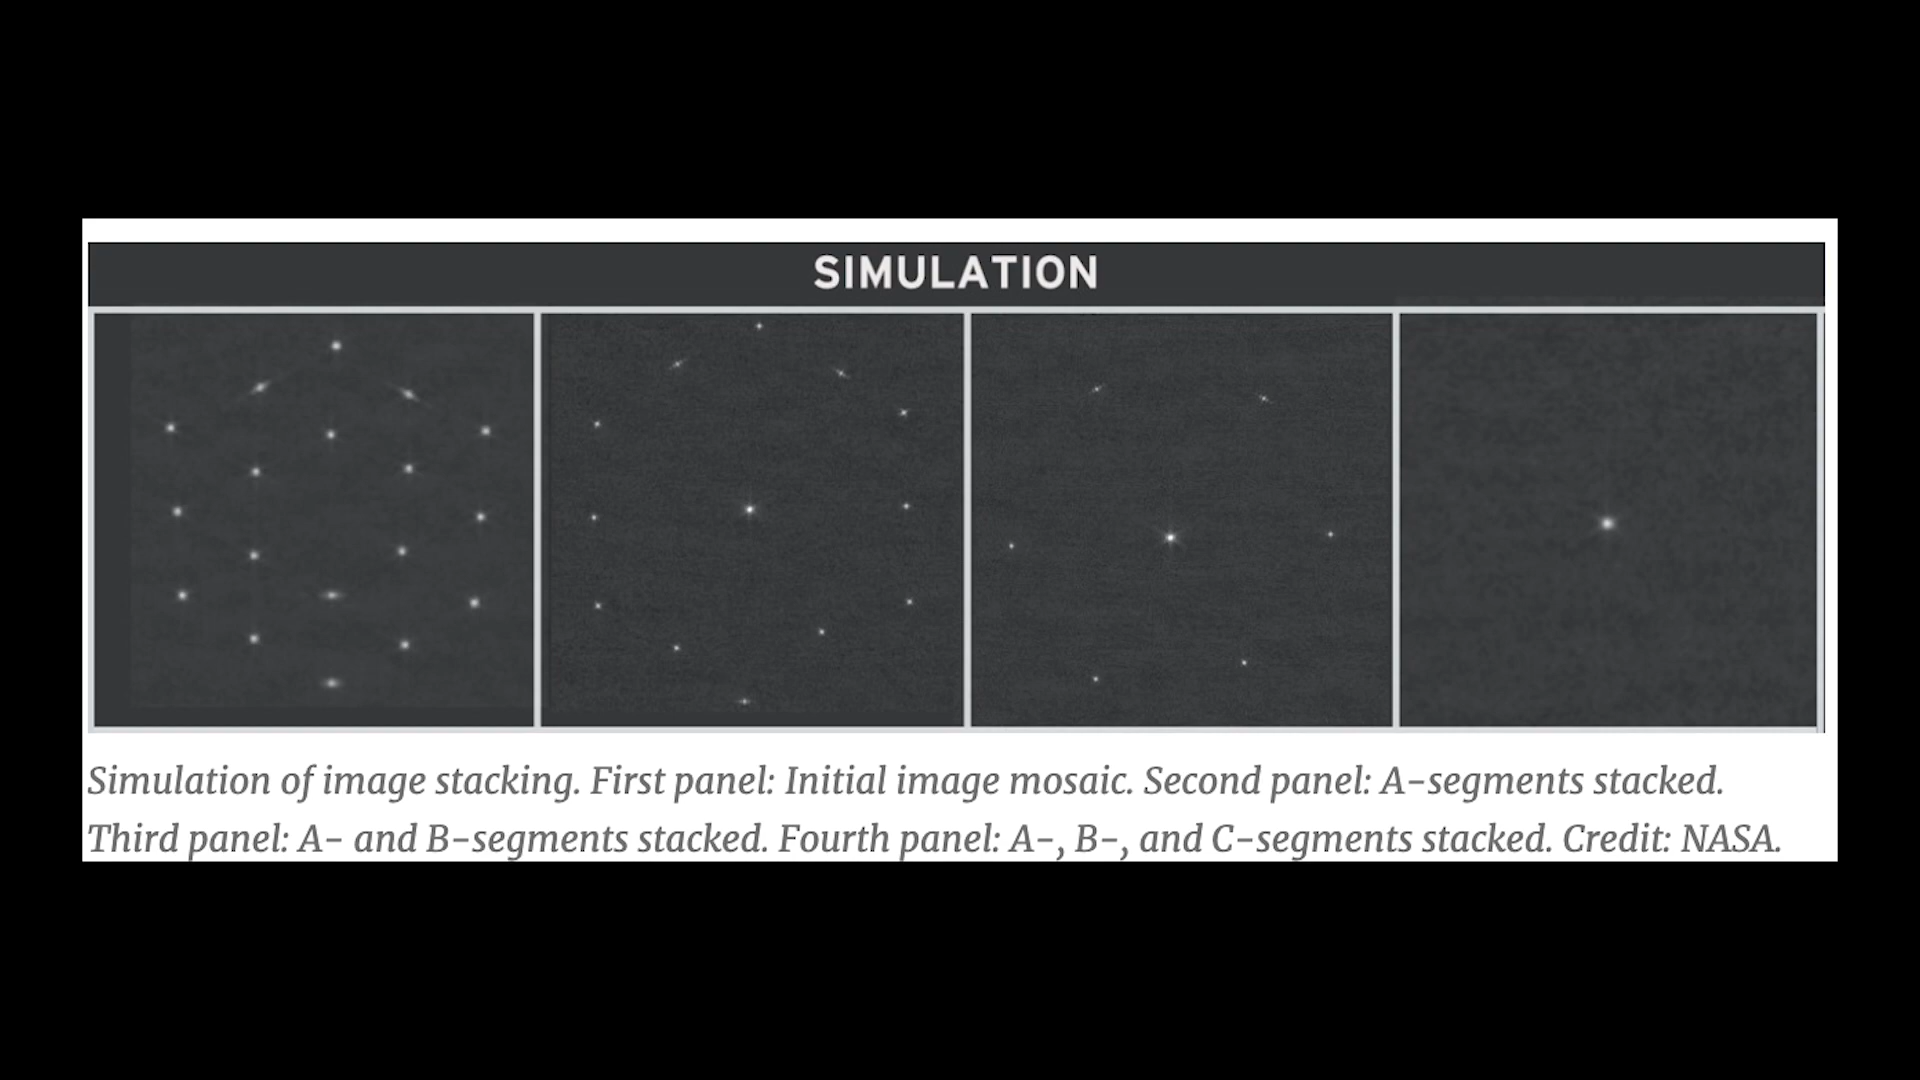 SIMULATION
Simulation of image stacking. First panel: Initial image mosaic. Second panel: A-segments stacked.
Third panel: A- and B-segments stacked. Fourth panel: A-, B-, and C-segments stacked. Credit: NASA.